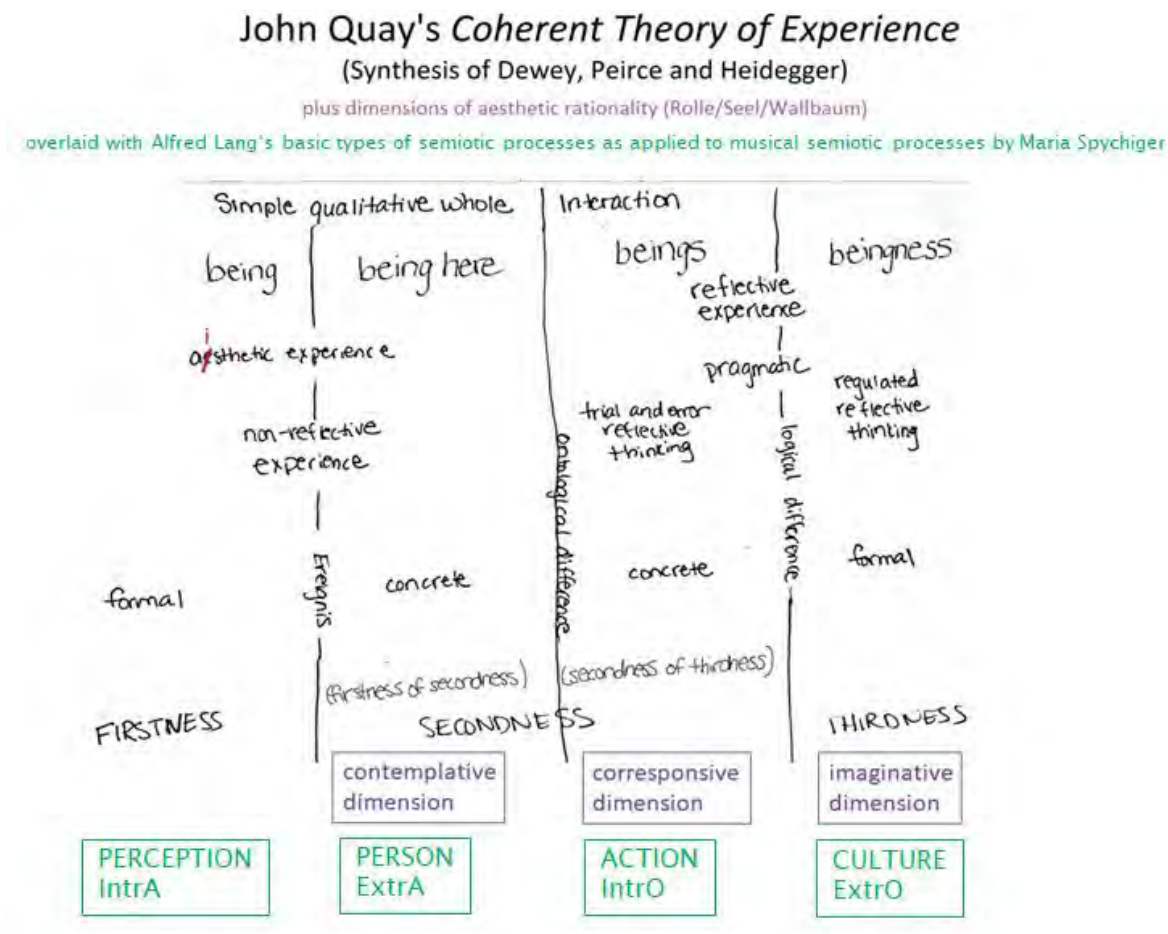 John Quay's Coherent Theory of Experience
(Synthesis of Dewey, Peirce and Heidegger)
plus dimensions of aesthetic rationality (Rolle/Seel/Wallbaum)
overlaid with Alfred Lang's basic types of semiotic processes as applied to musical semiotic processes by Maria Spychiger
Simple qualitative whole
Interaction
being
being here
beings
beingness
reflective
experience
aisthetic experience
pragmatic
non-reflective
experience
trial and error
reflective
thinking
regulated
reflective
thinking
Ereignis
ontological difference
logical difference
formal
concrete
concrete
formal
(firstness of secondness)
(secondness of thirdness)
FIRSTNESS
SECONDNESS
THIRDNESS
contemplative
dimension
corresponsive
dimension
imaginative
dimension
PERCEPTION
IntrA
PERSON
ExtrA
ACTION
IntrO
CULTURE
ExtrO